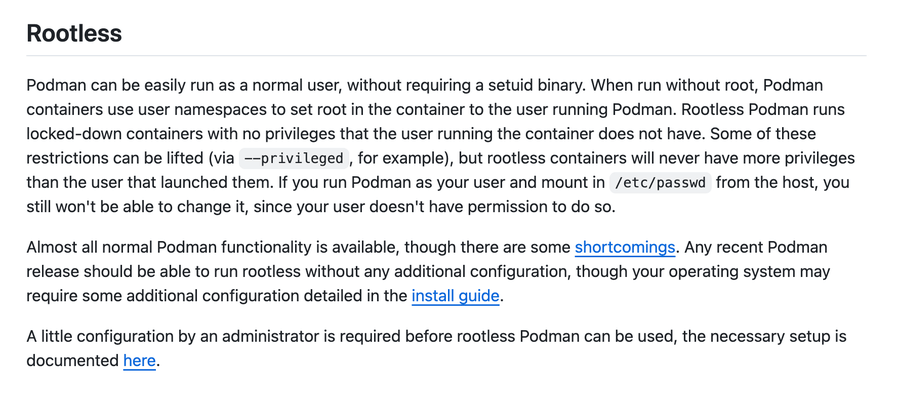 Rootless
Podman can be easily run as a normal user, without requiring a setuid binary. When run without root, Podman
containers use user namespaces to set root in the container to the user running Podman. Rootless Podman runs
locked-down containers with no privileges that the user running the container does not have. Some of these
restrictions can be lifted (via --privileged, for example), but rootless containers will never have more privileges
than the user that launched them. If you run Podman as your user and mount in /etc/passwd from the host, you
still won't be able to change it, since your user doesn't have permission to do so.
Almost all normal Podman functionality is available, though there are some shortcomings. Any recent Podman
release should be able to run rootless without any additional configuration, though your operating system may
require some additional configuration detailed in the install guide.
A little configuration by an administrator is required before rootless Podman can be used, the necessary setup is
documented here.